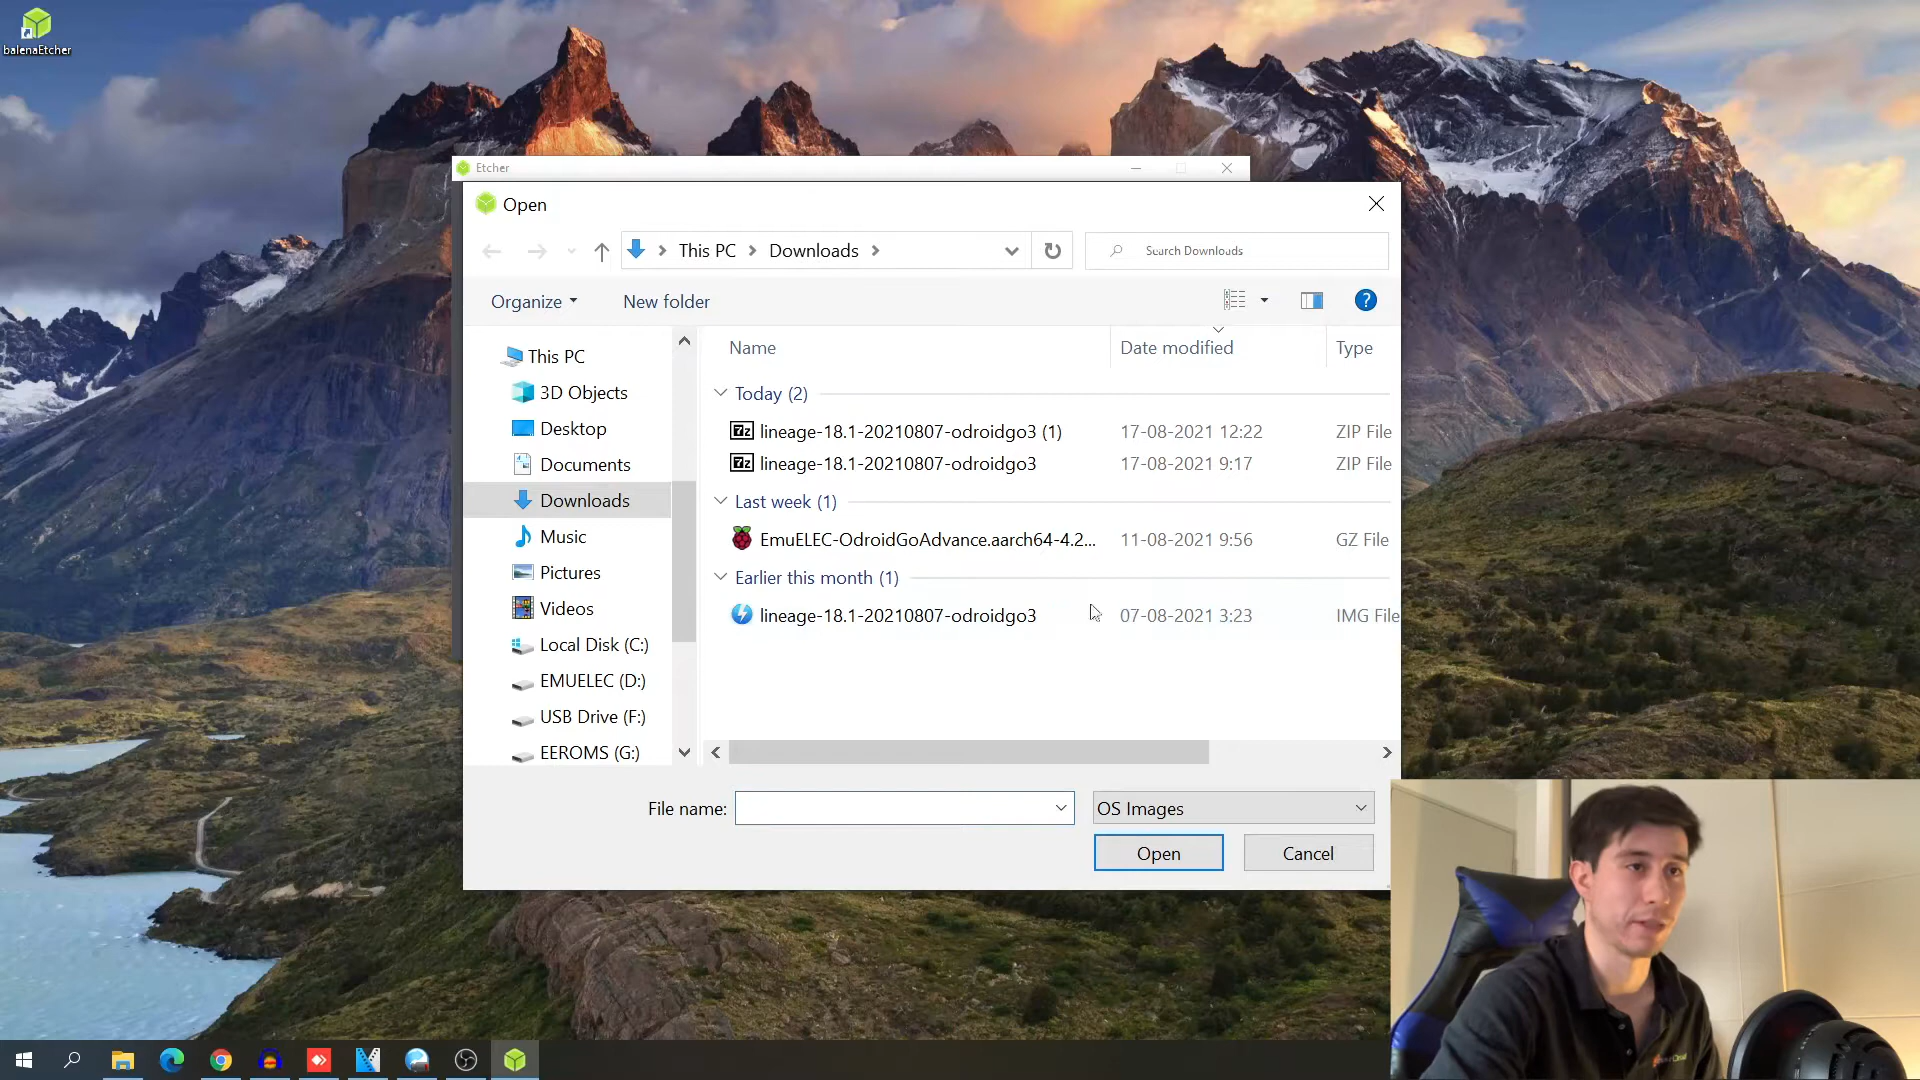 balenaEtcher
Etcher
Open
This PC
Downloads
Search Downloads
Organize
New folder
Name
Date modified
Type
This PC
3D Objects
Desktop
Documents
Downloads
Music
Pictures
Videos
Local Disk (C:)
EMUELEC (D:)
USB Drive (F:)
EEROMS (G:)
Today (2)
lineage-18.1-20210807-odroidgo3 (1) 17-08-2021 12:22 ZIP File
lineage-18.1-20210807-odroidgo3 17-08-2021 9:17 ZIP File
Last week (1)
EmuELEC-OdroidGoAdvance.aarch64-4.2... 11-08-2021 9:56 GZ File
Earlier this month (1)
lineage-18.1-20210807-odroidgo3 07-08-2021 3:23 IMG File
File name:
OS Images
Open
Cancel